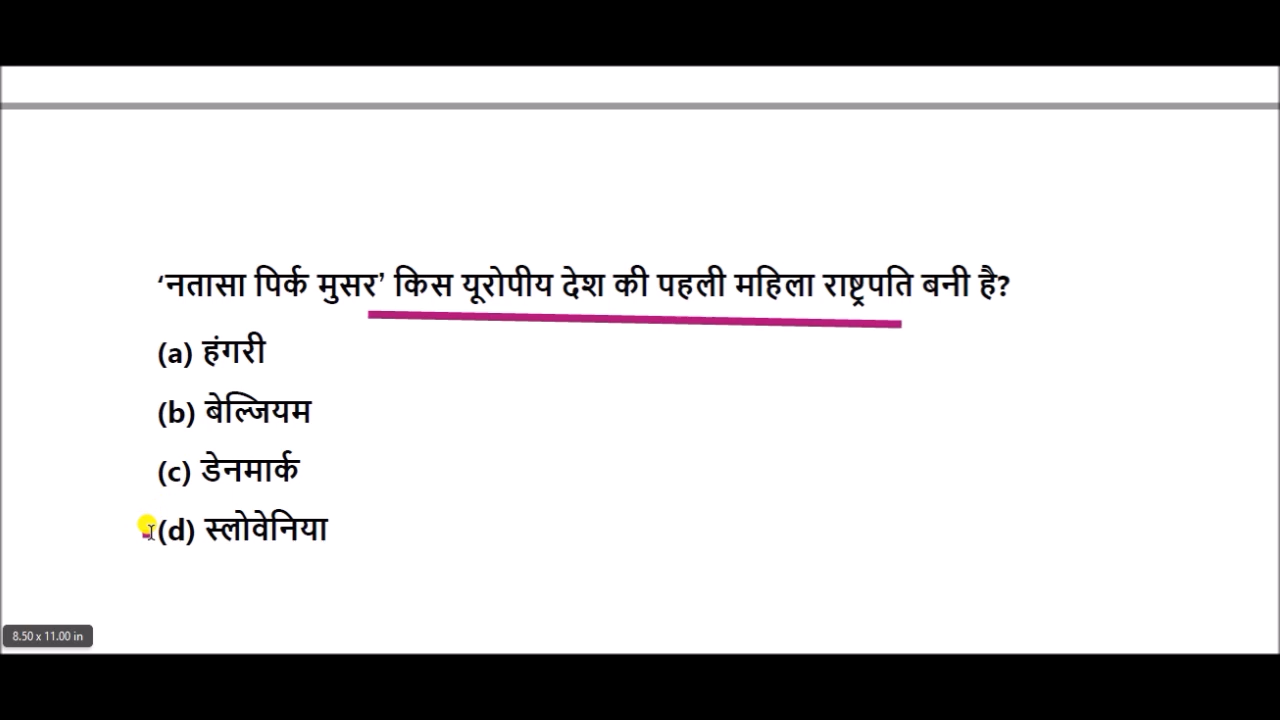 ‘नतासा पिर्क मुसर’ किस यूरोपीय देश की पहली महिला राष्ट्रपति बनी है?
(a) हंगरी
(b) बेल्जियम
(c) डेनमार्क
(d) स्लोवेनिया
8.50 x 11.00 in